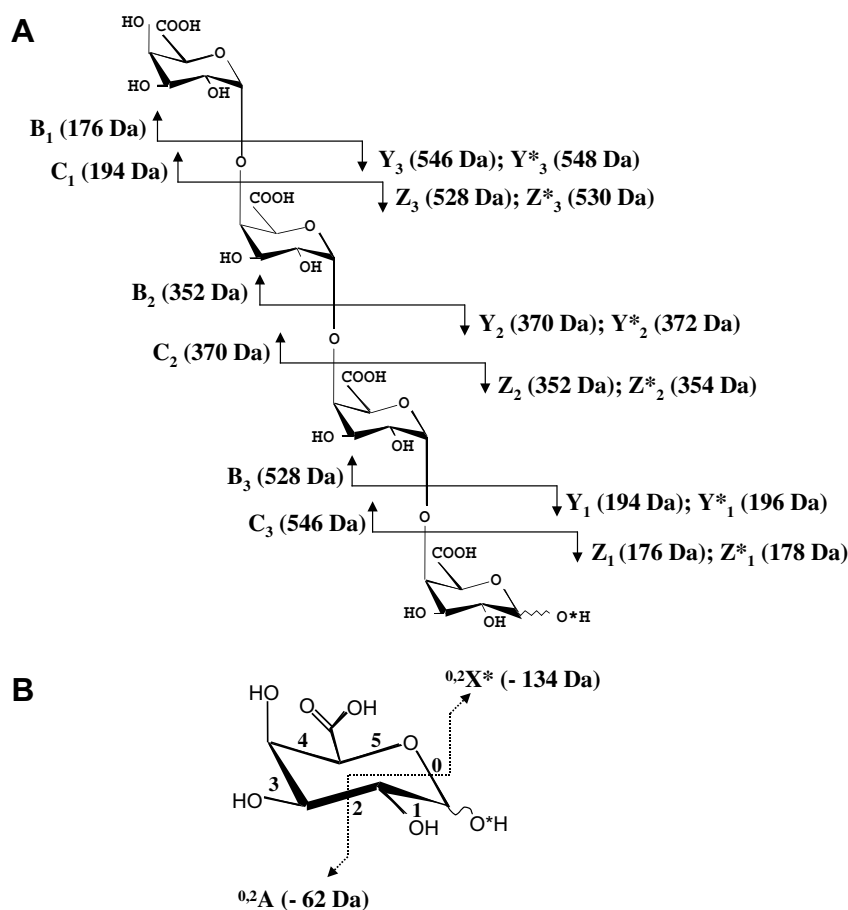 A
HO COOH
O
HO
OH
B₁ (176 Da)
C₁ (194 Da)
O
Y₃ (546 Da); Y*₃ (548 Da)
Z₃ (528 Da); Z*₃ (530 Da)
COOH
O
HO
OH
B₂ (352 Da)
C₂ (370 Da)
O
Y₂ (370 Da); Y*₂ (372 Da)
Z₂ (352 Da); Z*₂ (354 Da)
COOH
O
HO
OH
B₃ (528 Da)
C₃ (546 Da)
O
Y₁ (194 Da); Y*₁ (196 Da)
Z₁ (176 Da); Z*₁ (178 Da)
COOH
O
HO
OH
O*H
B
⁰,²X* (- 134 Da)
HO
O
OH
4
5
O
0
3
HO
2
1
OH
O*H
⁰,²A (- 62 Da)